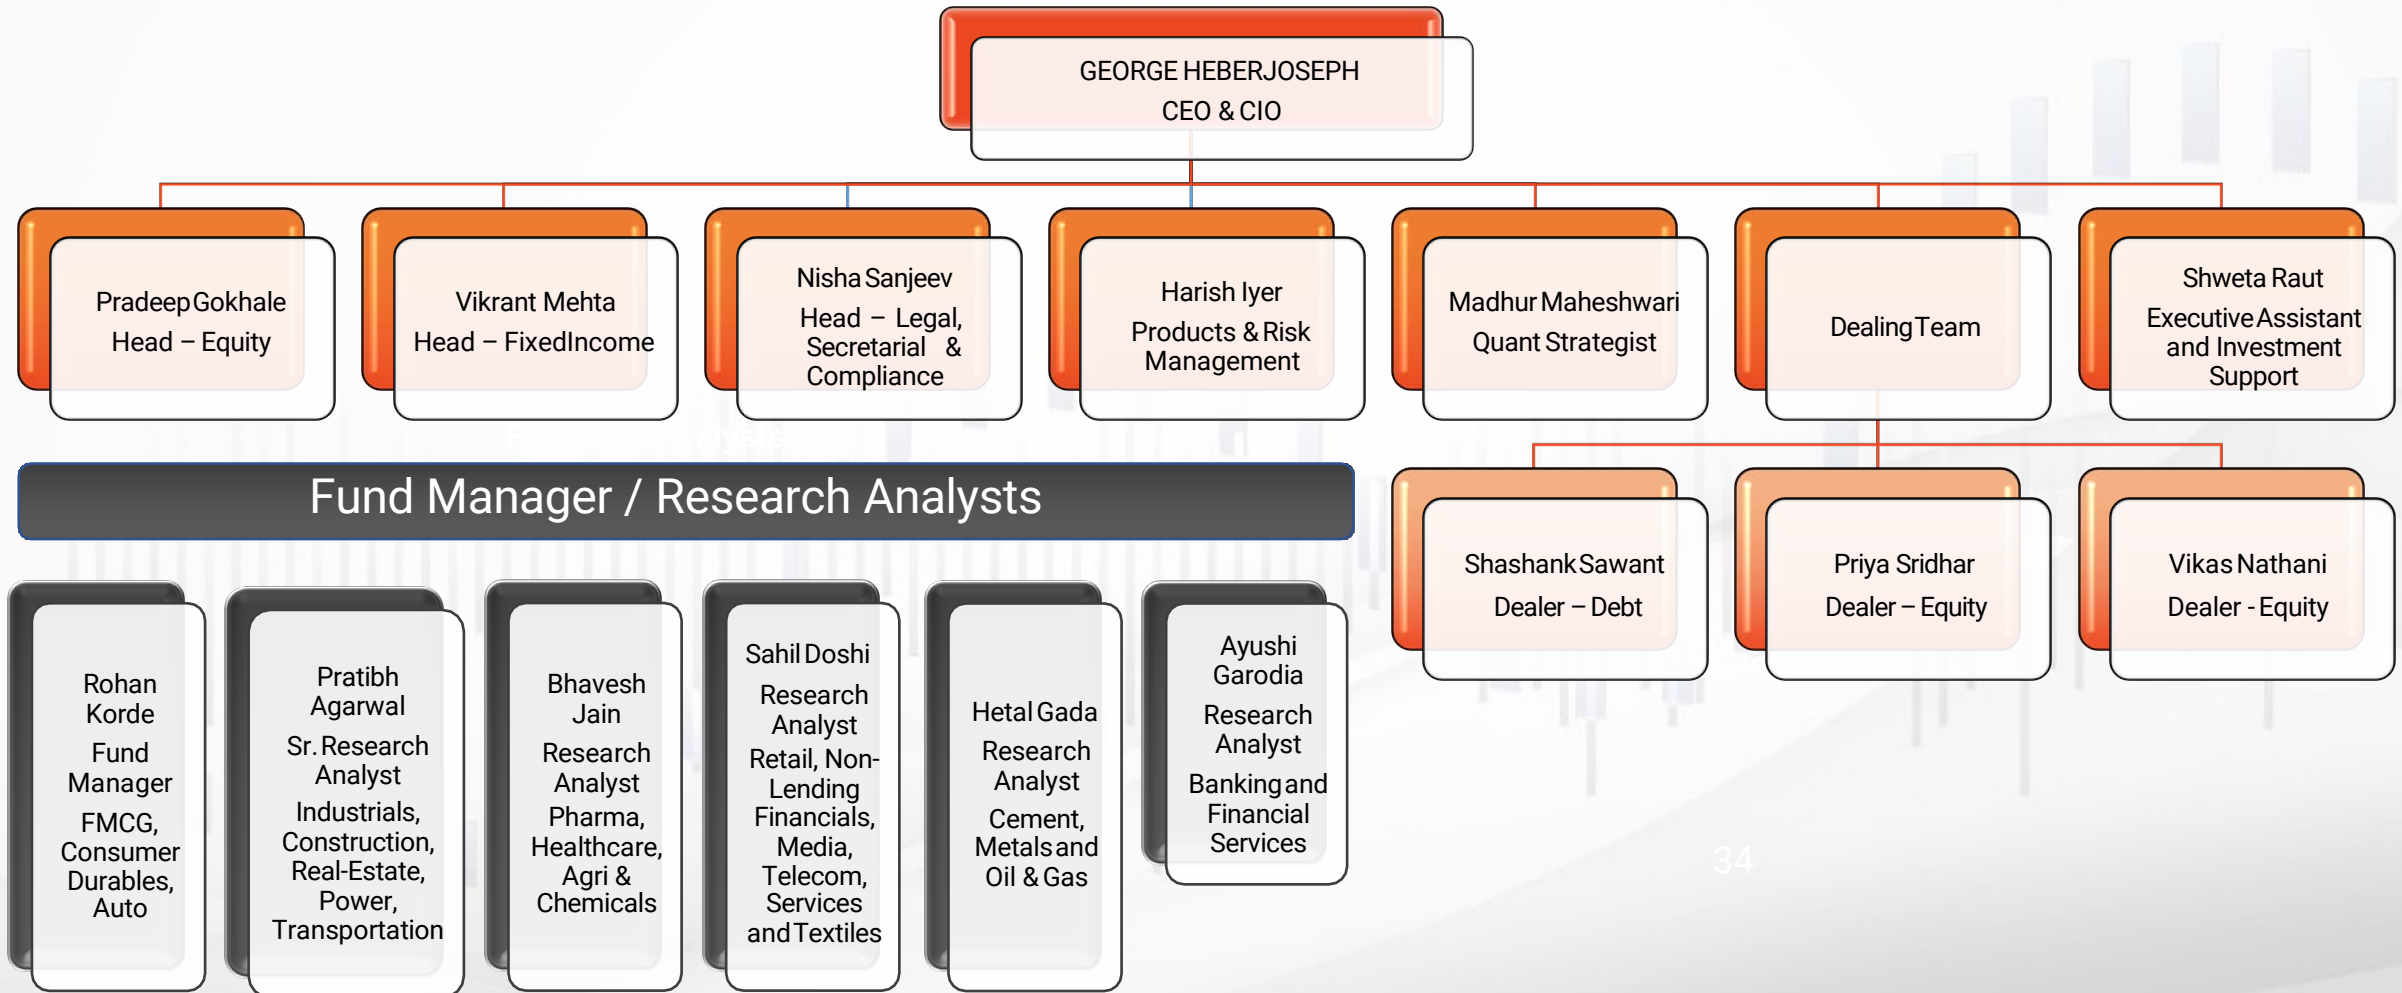 GEORGE HEBER JOSEPH
CEO & CIO
Pradeep Gokhale
Head – Equity
Vikrant Mehta
Head – Fixed Income
Nisha Sanjeev
Head – Legal,
Secretarial &
Compliance
Harish Iyer
Products & Risk
Management
Madhur Maheshwari
Quant Strategist
Dealing Team
Shweta Raut
Executive Assistant
and Investment
Support
Fund Manager / Research Analysts
Shashank Sawant
Dealer – Debt
Priya Sridhar
Dealer – Equity
Vikas Nathani
Dealer - Equity
Rohan
Korde
Fund
Manager
FMCG,
Consumer
Durables,
Auto
Pratibh
Agarwal
Sr. Research
Analyst
Industrials,
Construction,
Real-Estate,
Power,
Transportation
Bhavesh
Jain
Research
Analyst
Pharma,
Healthcare,
Agri &
Chemicals
Sahil Doshi
Research
Analyst
Retail, Non-
Lending
Financials,
Media,
Telecom,
Services
and Textiles
Hetal Gada
Research
Analyst
Cement,
Metals and
Oil & Gas
Ayushi
Garodia
Research
Analyst
Banking and
Financial
Services
34